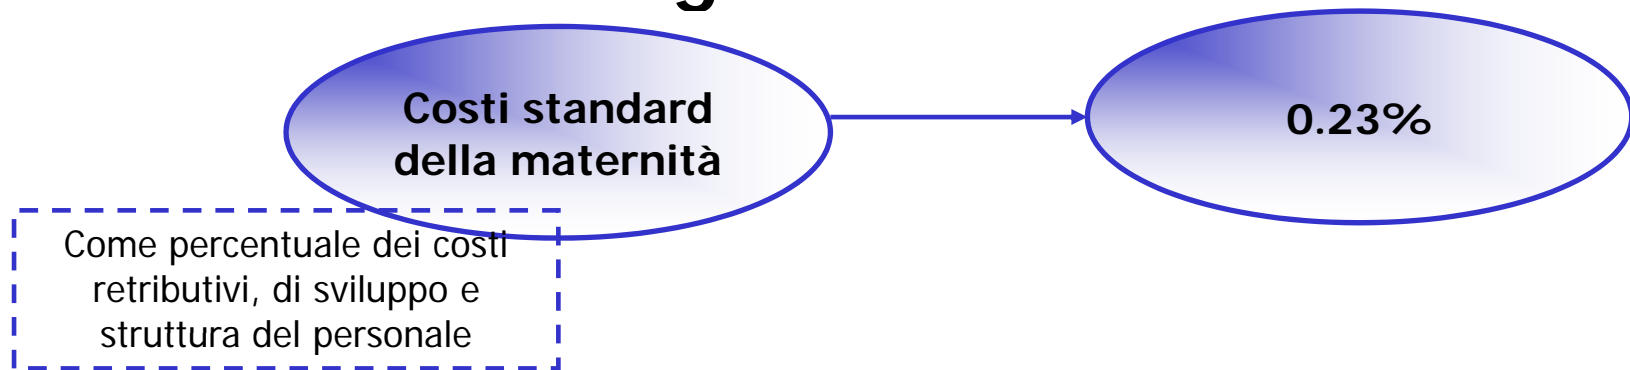 Costi standard
della maternità
0.23%
Come percentuale dei costi
retributivi, di sviluppo e
struttura del personale